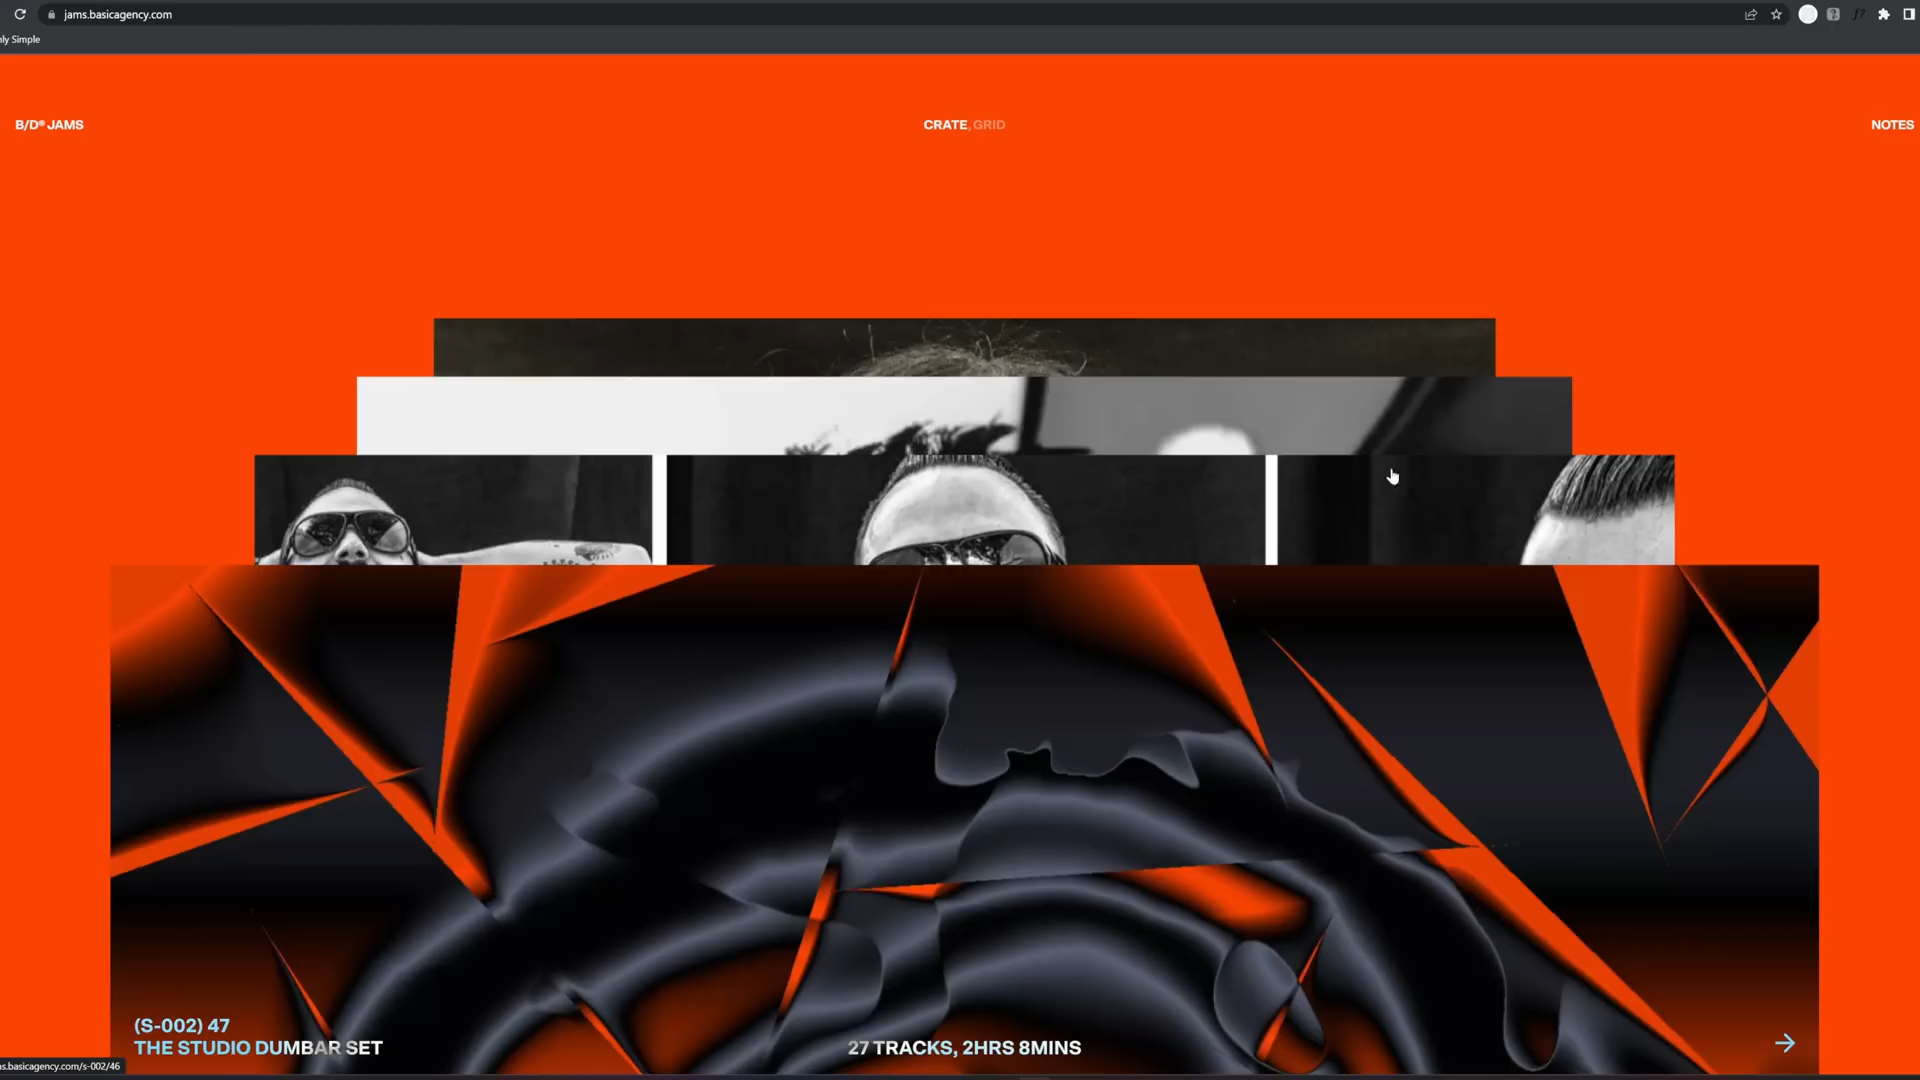 jams.basicagency.com
ly Simple
B/D® JAMS
CRATE, GRID
NOTES
(S-002) 47
THE STUDIO DUMBAR SET
27 TRACKS, 2HRS 8MINS
s.basicagency.com/s-002/46